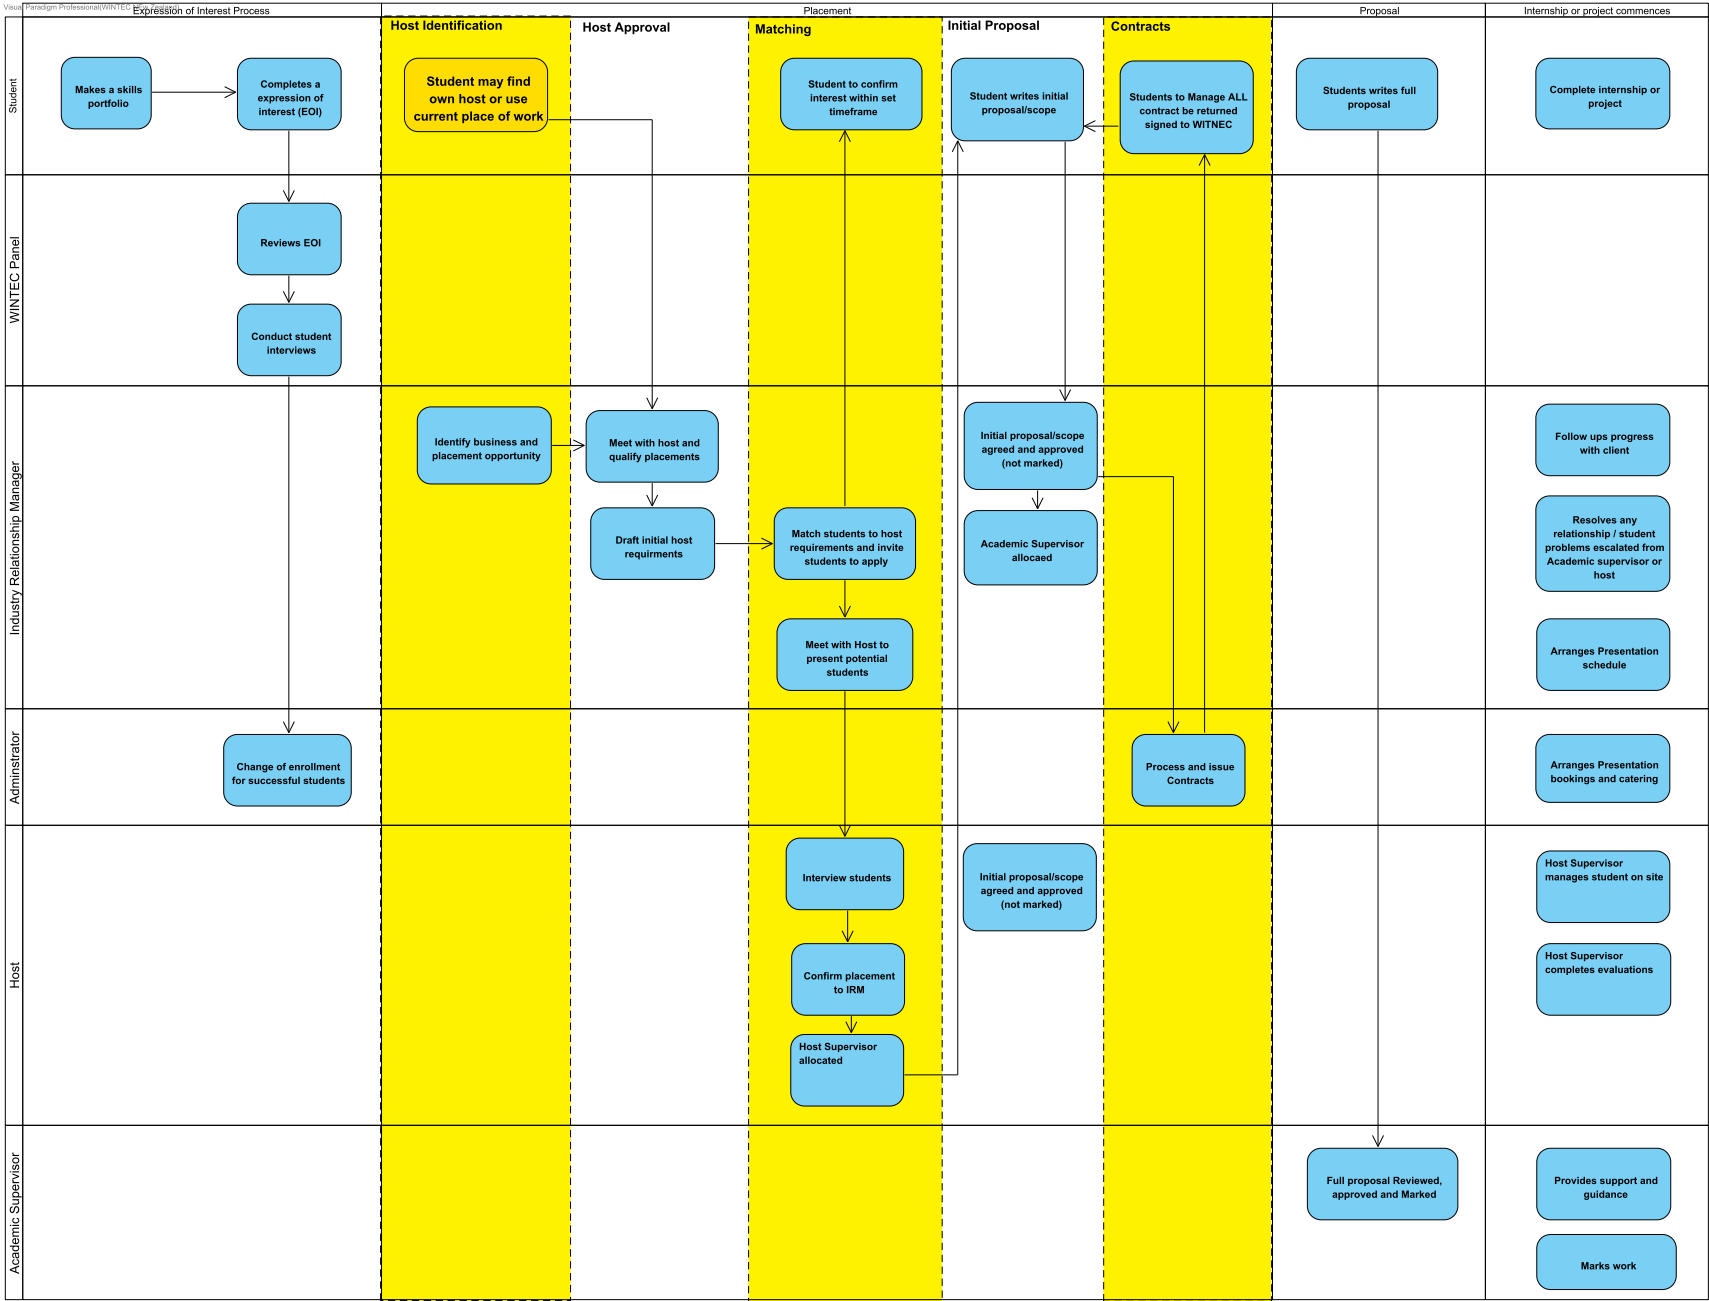 Visual Paradigm Professional(WINTEC New Zealand)
Expression of Interest Process
Placement
Proposal
Internship or project commences
Host Identification
Host Approval
Matching
Initial Proposal
Contracts
Student
Makes a skills
portfolio
Completes a
expression of
interest (EOI)
Student may find
own host or use
current place of work
Student to confirm
interest within set
timeframe
Student writes initial
proposal/scope
Students to Manage ALL
contract be returned
signed to WITNEC
Students writes full
proposal
Complete internship or
project
WINTEC Panel
Reviews EOI
Conduct student
interviews
Industry Relationship Manager
Identify business and
placement opportunity
Meet with host and
qualify placements
Draft initial host
requirments
Match students to host
requirements and invite
students to apply
Meet with Host to
present potential
students
Initial proposal/scope
agreed and approved
(not marked)
Academic Supervisor
allocaed
Follow ups progress
with client
Resolves any
relationship / student
problems escalated from
Academic supervisor or
host
Arranges Presentation
schedule
Adminstrator
Change of enrollment
for successful students
Process and issue
Contracts
Arranges Presentation
bookings and catering
Host
Interview students
Confirm placement
to IRM
Host Supervisor
allocated
Initial proposal/scope
agreed and approved
(not marked)
Host Supervisor
manages student on site
Host Supervisor
completes evaluations
Academic Supervisor
Full proposal Reviewed,
approved and Marked
Provides support and
guidance
Marks work